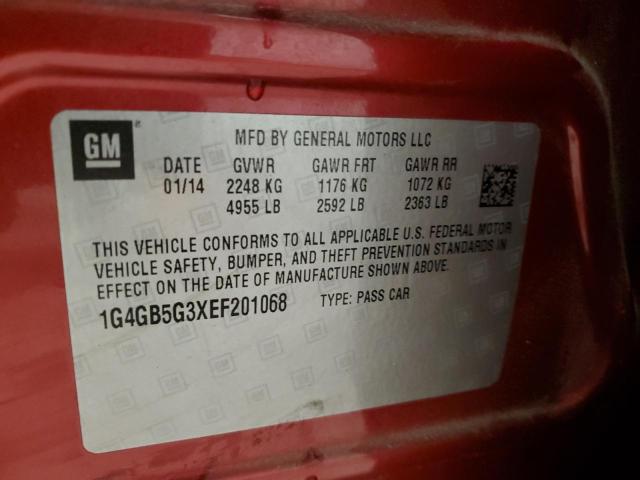 GM
MFD BY GENERAL MOTORS LLC
DATE GVWR GAWR FRT GAWR RR
01/14 2248 KG 1176 KG 1072 KG
4955 LB 2592 LB 2363 LB
THIS VEHICLE CONFORMS TO ALL APPLICABLE U.S. FEDERAL MOTOR
VEHICLE SAFETY, BUMPER, AND THEFT PREVENTION STANDARDS IN
EFFECT ON THE DATE OF MANUFACTURE SHOWN ABOVE.
1G4GB5G3XEF201068 TYPE: PASS CAR